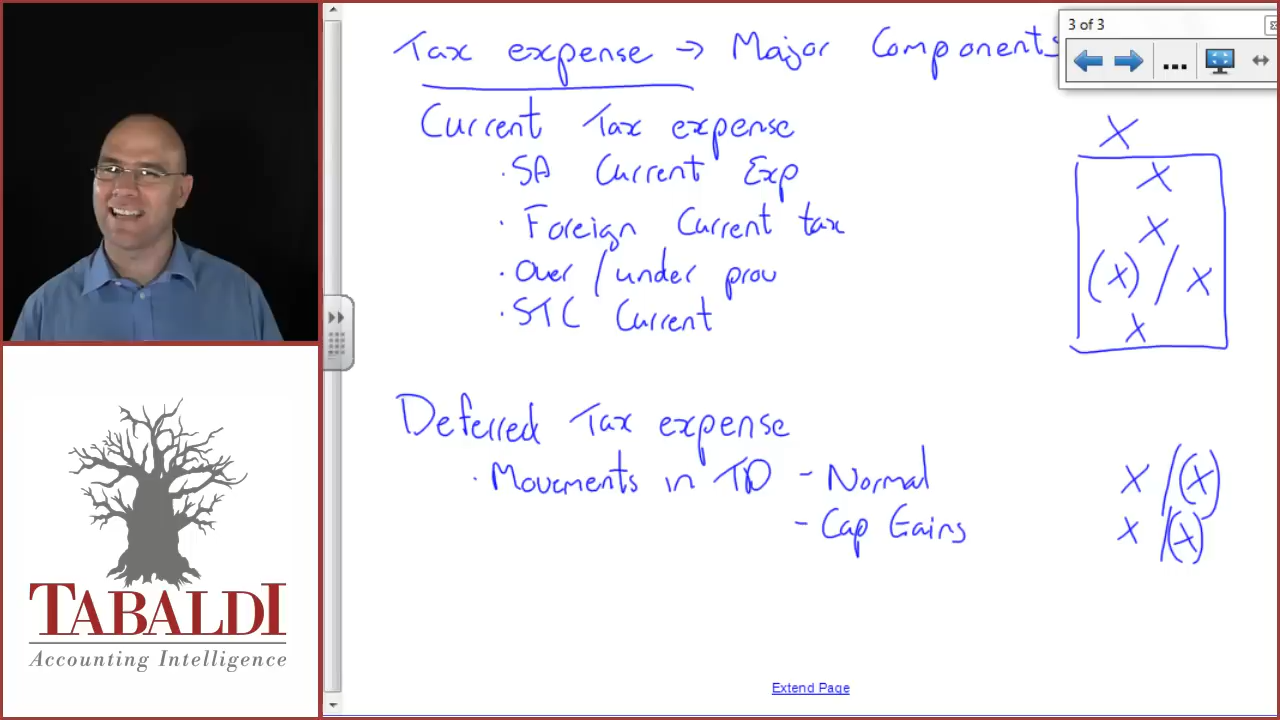 3 of 3
Tax expense → Major Components
Current Tax expense X
· SA Current Exp X
· Foreign Current tax X
· Over / under prov (X) / X
· STC Current X
Deferred Tax expense
· Movements in TD - Normal X / (X)
- Cap Gains X / (X)
TABALDI
Accounting Intelligence
Extend Page